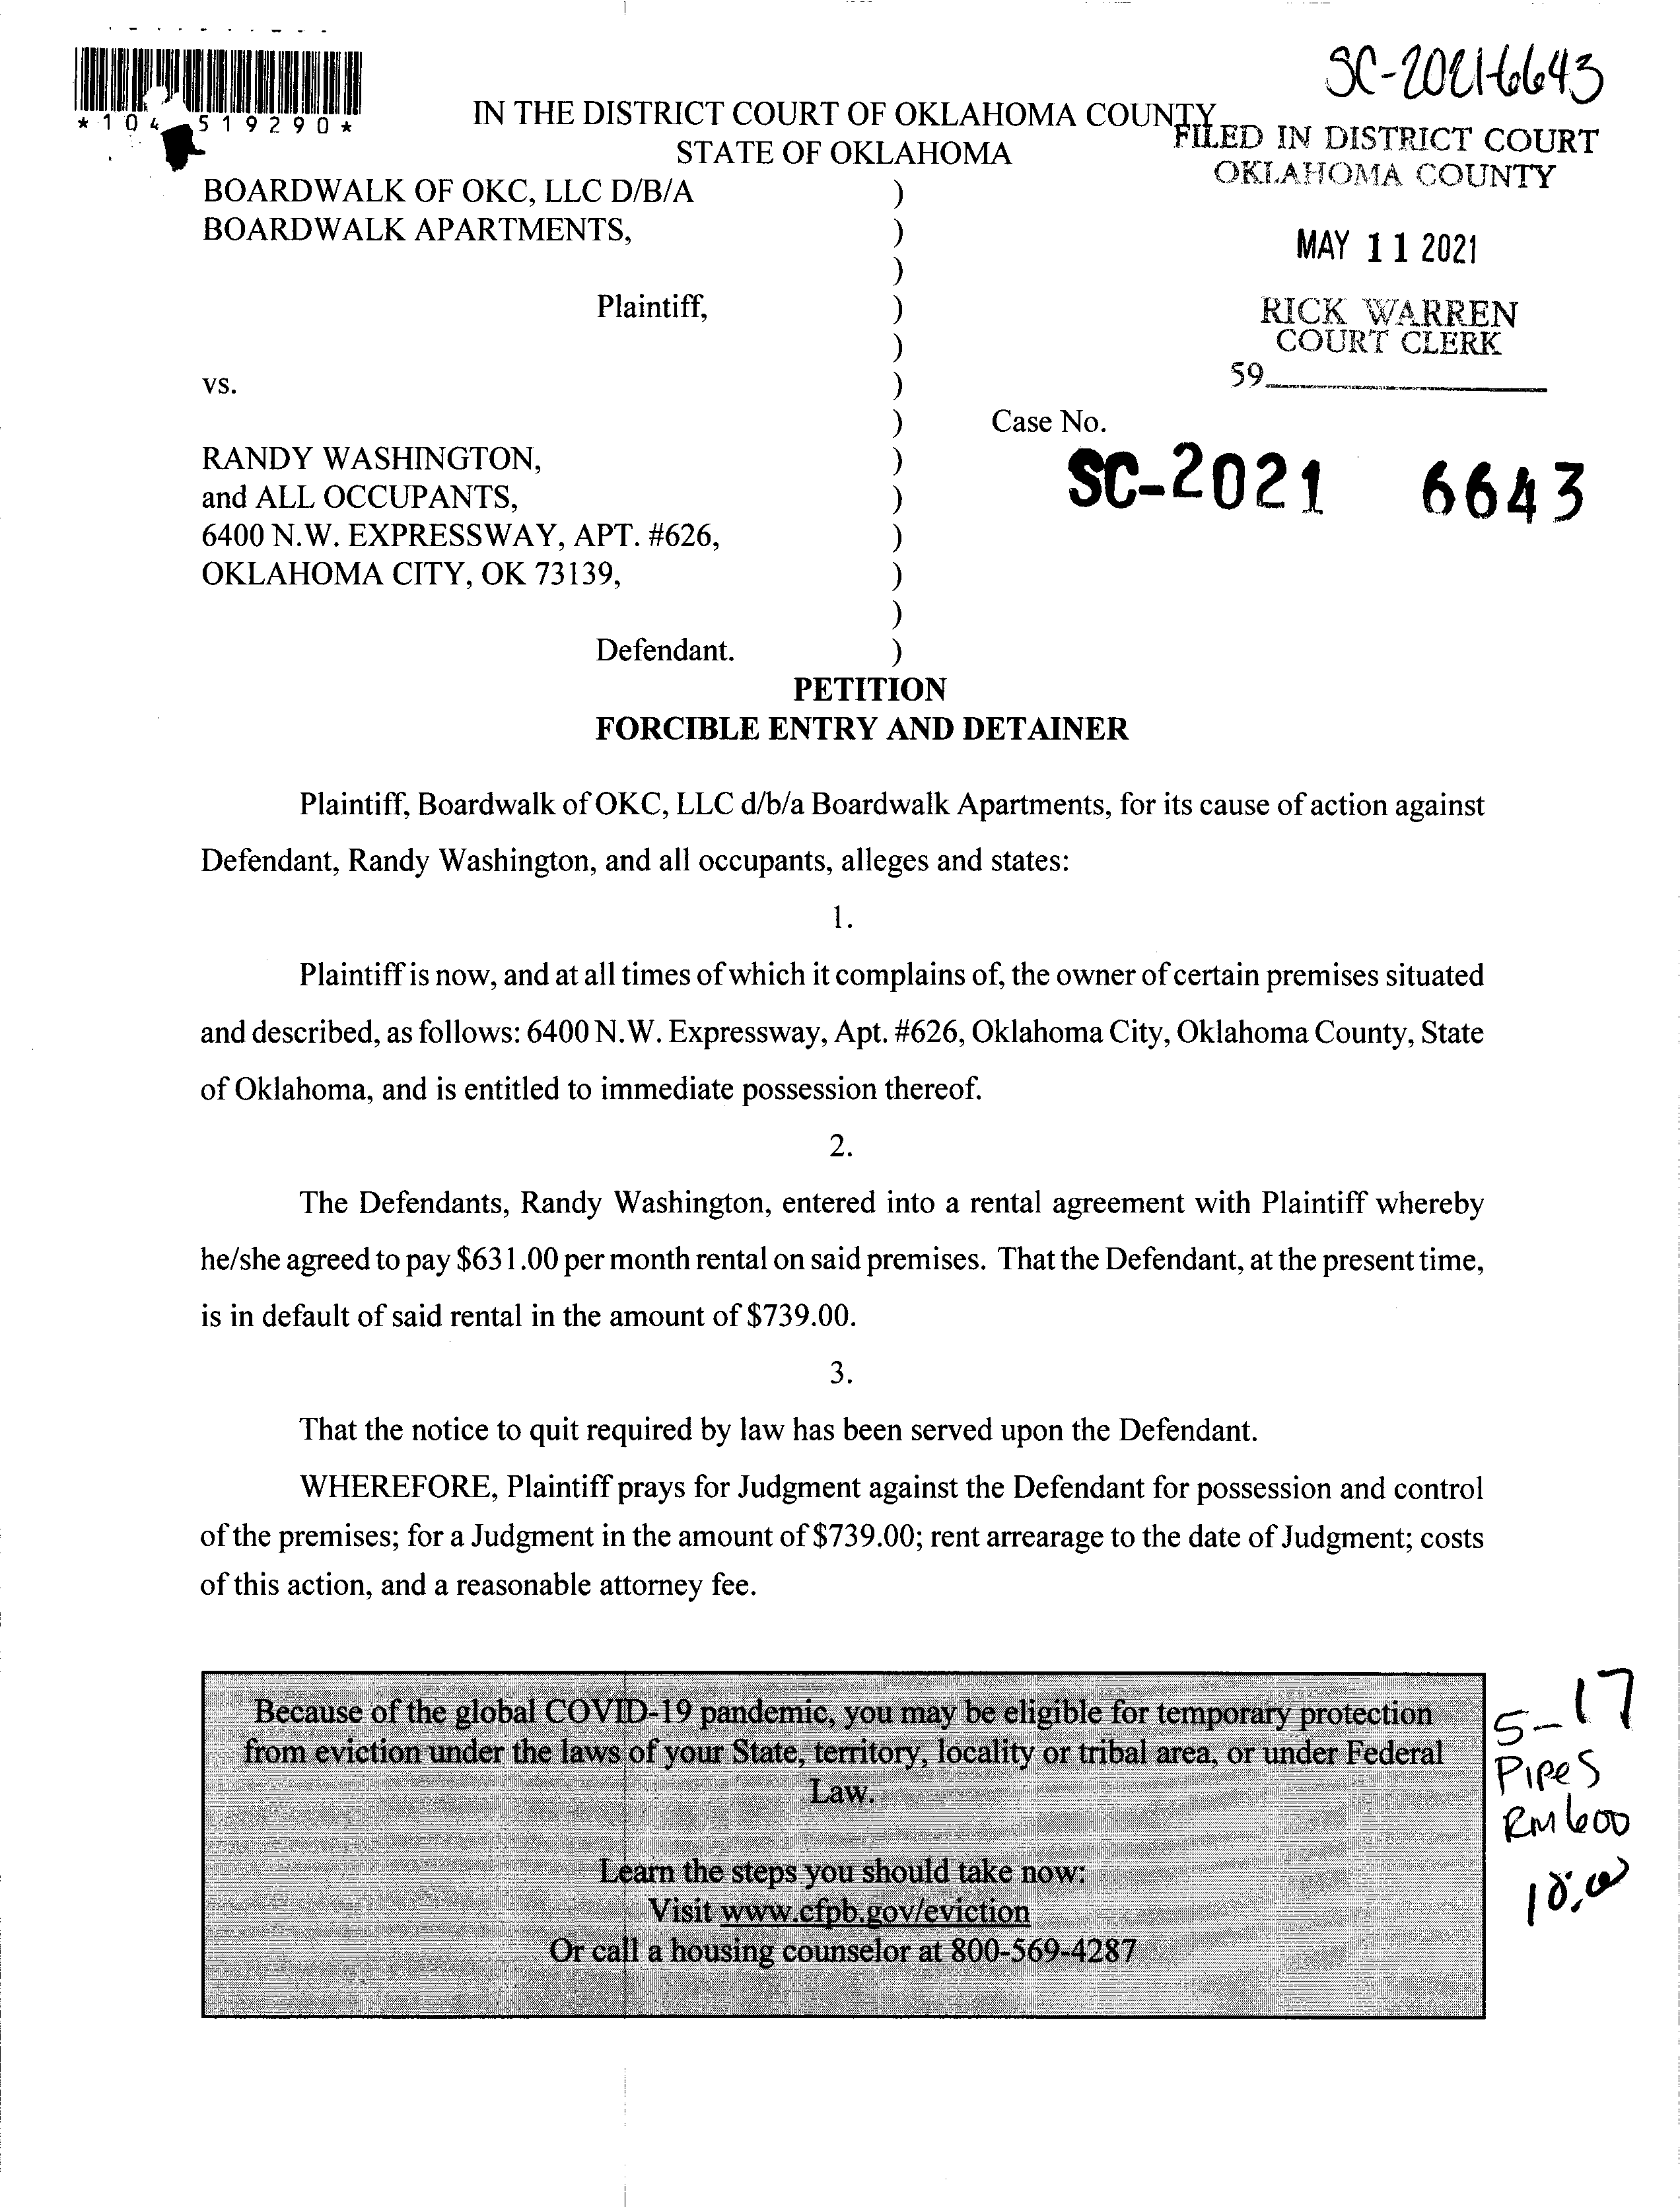 SC-2021-6643
*104519290*
IN THE DISTRICT COURT OF OKLAHOMA COUNTY
STATE OF OKLAHOMA
FILED IN DISTRICT COURT
OKLAHOMA COUNTY
MAY 11 2021
RICK WARREN
COURT CLERK
59
BOARDWALK OF OKC, LLC D/B/A )
BOARDWALK APARTMENTS, )
)
Plaintiff, )
)
vs. )
) Case No.
RANDY WASHINGTON, ) SC-2021 6643
and ALL OCCUPANTS, )
6400 N.W. EXPRESSWAY, APT. #626, )
OKLAHOMA CITY, OK 73139, )
)
Defendant. )
PETITION
FORCIBLE ENTRY AND DETAINER
Plaintiff, Boardwalk of OKC, LLC d/b/a Boardwalk Apartments, for its cause of action against
Defendant, Randy Washington, and all occupants, alleges and states:
1.
Plaintiff is now, and at all times of which it complains of, the owner of certain premises situated
and described, as follows: 6400 N.W. Expressway, Apt. #626, Oklahoma City, Oklahoma County, State
of Oklahoma, and is entitled to immediate possession thereof.
2.
The Defendants, Randy Washington, entered into a rental agreement with Plaintiff whereby
he/she agreed to pay $631.00 per month rental on said premises. That the Defendant, at the present time,
is in default of said rental in the amount of $739.00.
3.
That the notice to quit required by law has been served upon the Defendant.
WHEREFORE, Plaintiff prays for Judgment against the Defendant for possession and control
of the premises; for a Judgment in the amount of $739.00; rent arrearage to the date of Judgment; costs
of this action, and a reasonable attorney fee.
Because of the global COVID-19 pandemic, you may be eligible for temporary protection
from eviction under the laws of your State, territory, locality or tribal area, or under Federal
Law.
Learn the steps you should take now:
Visit www.cfpb.gov/eviction
Or call a housing counselor at 800-569-4287
5-17
Pipes
RM 600